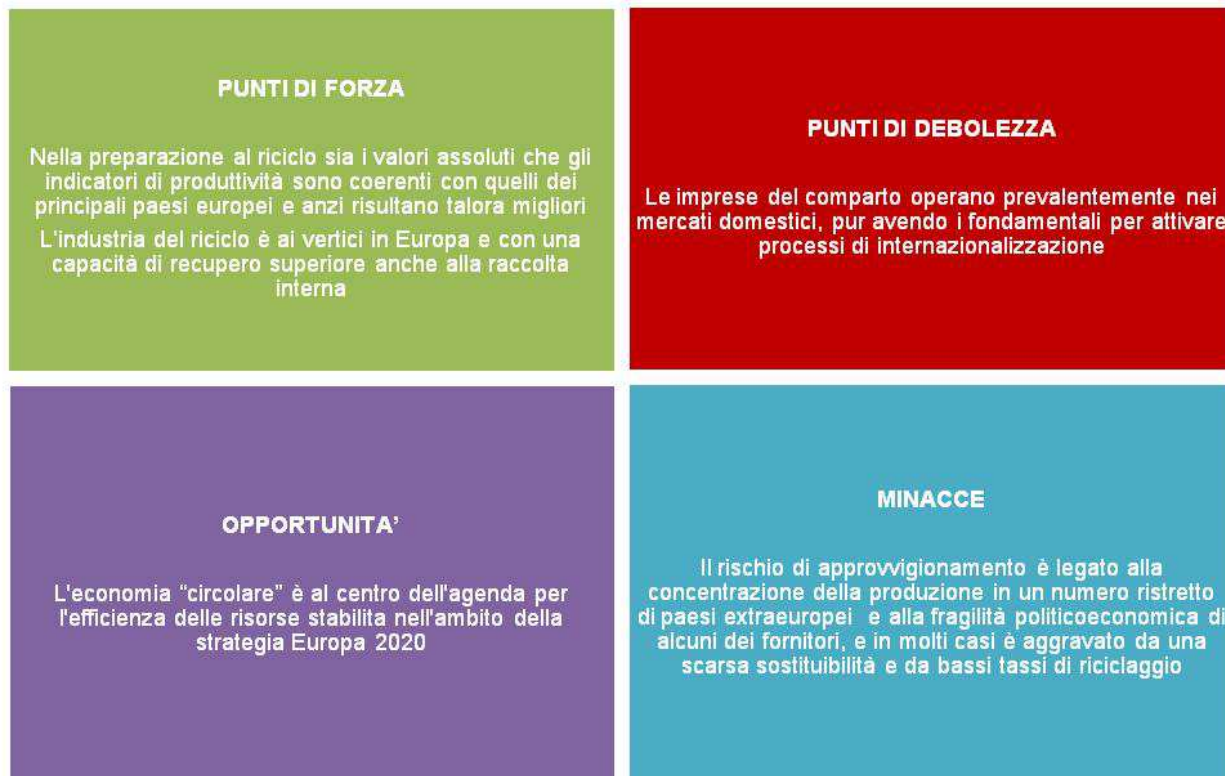 PUNTI DI FORZA
Nella preparazione al riciclo sia i valori assoluti che gli
indicatori di produttività sono coerenti con quelli dei
principali paesi europei e anzi risultano talora migliori
L'industria del riciclo è ai vertici in Europa e con una
capacità di recupero superiore anche alla raccolta
interna
PUNTI DI DEBOLEZZA
Le imprese del comparto operano prevalentemente nei
mercati domestici, pur avendo i fondamentali per attivare
processi di internazionalizzazione
OPPORTUNITA’
L'economia “circolare” è al centro dell'agenda per
l'efficienza delle risorse stabilita nell'ambito della
strategia Europa 2020
MINACCE
Il rischio di approvvigionamento è legato alla
concentrazione della produzione in un numero ristretto
di paesi extraeuropei e alla fragilità politicoeconomica di
alcuni dei fornitori, e in molti casi è aggravato da una
scarsa sostituibilità e da bassi tassi di riciclaggio